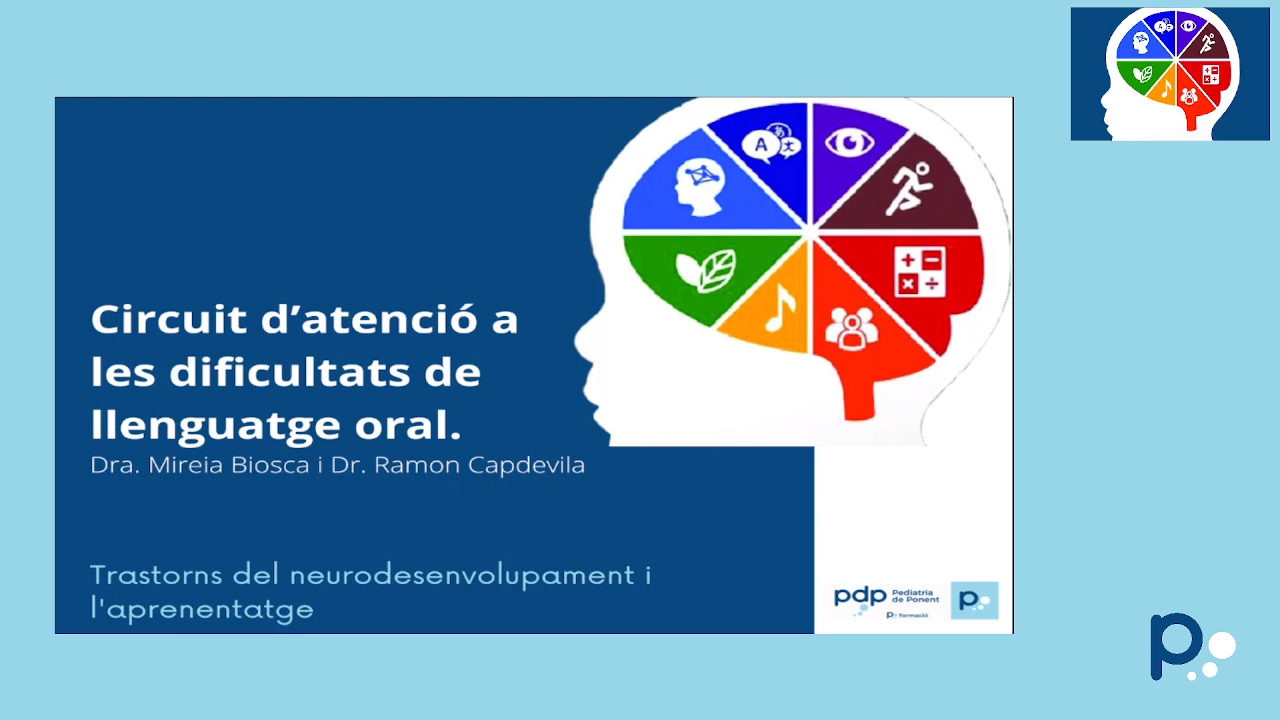 Circuit d’atenció a
les dificultats de
llenguatge oral.
Dra. Mireia Biosca i Dr. Ramon Capdevila
Trastorns del neurodesenvolupament i
l'aprenentatge
pdp Pediatria
de Ponent
formació